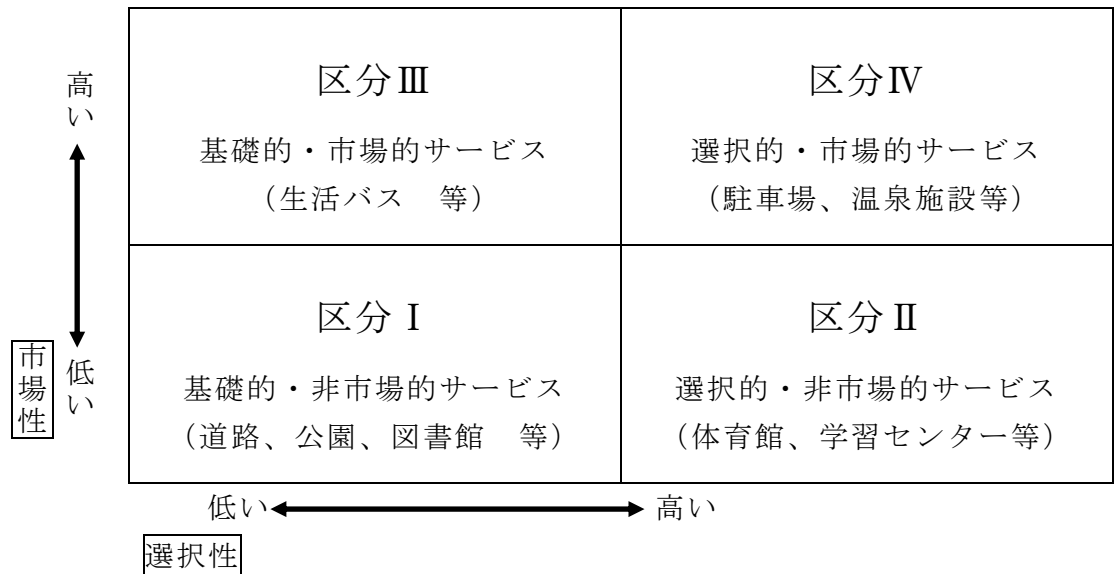 高い
区分Ⅲ
基礎的・市場的サービス
（生活バス　等）
区分Ⅳ
選択的・市場的サービス
（駐車場、温泉施設等）
市場性
低い
区分Ⅰ
基礎的・非市場的サービス
（道路、公園、図書館　等）
区分Ⅱ
選択的・非市場的サービス
（体育館、学習センター等）
低い
高い
選択性